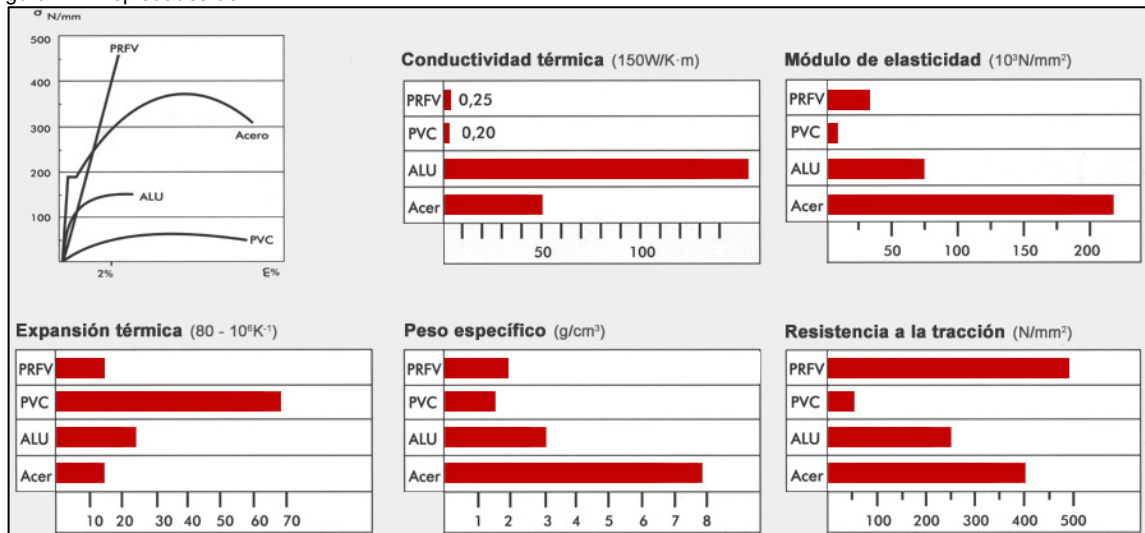 σ N/mm
500
400
300
200
100
PRFV
Acero
ALU
PVC
2%
ε%
Conductividad térmica (150W/K·m)
PRFV 0,25
PVC 0,20
ALU
Acer
50 100
Módulo de elasticidad (10³N/mm²)
PRFV
PVC
ALU
Acer
50 100 150 200
Expansión térmica (80 - 10⁶K⁻¹)
PRFV
PVC
ALU
Acer
10 20 30 40 50 60 70
Peso específico (g/cm³)
PRFV
PVC
ALU
Acer
1 2 3 4 5 6 7 8
Resistencia a la tracción (N/mm²)
PRFV
PVC
ALU
Acer
100 200 300 400 500